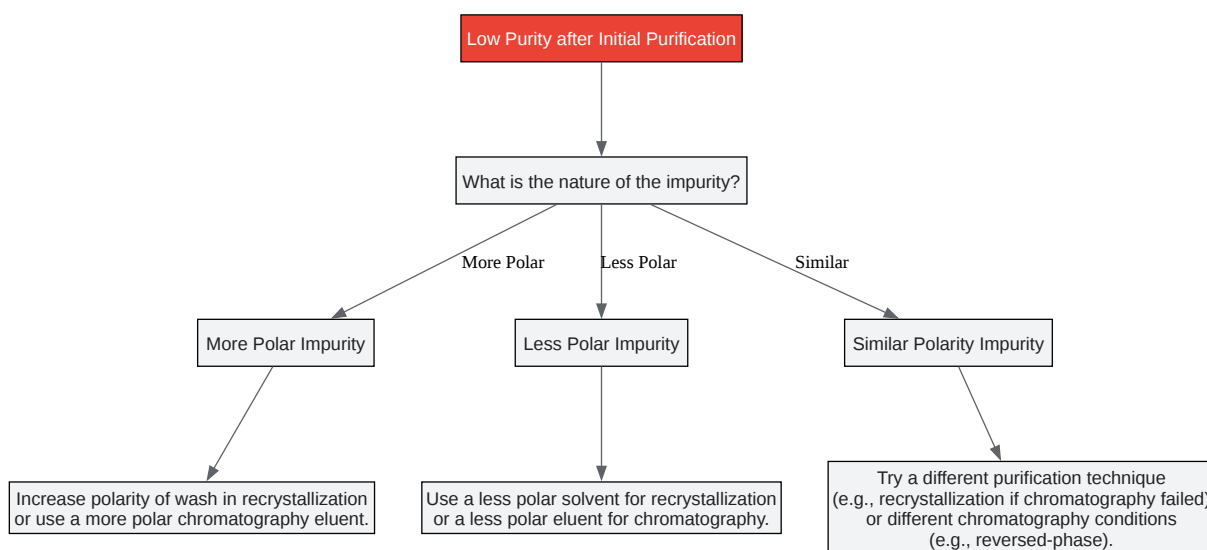 Low Purity after Initial Purification
What is the nature of the impurity?
More Polar
Less Polar
Similar
More Polar Impurity
Less Polar Impurity
Similar Polarity Impurity
Increase polarity of wash in recrystallization
or use a more polar chromatography eluent.
Use a less polar solvent for recrystallization
or a less polar eluent for chromatography.
Try a different purification technique
(e.g., recrystallization if chromatography failed)
or different chromatography conditions
(e.g., reversed-phase).